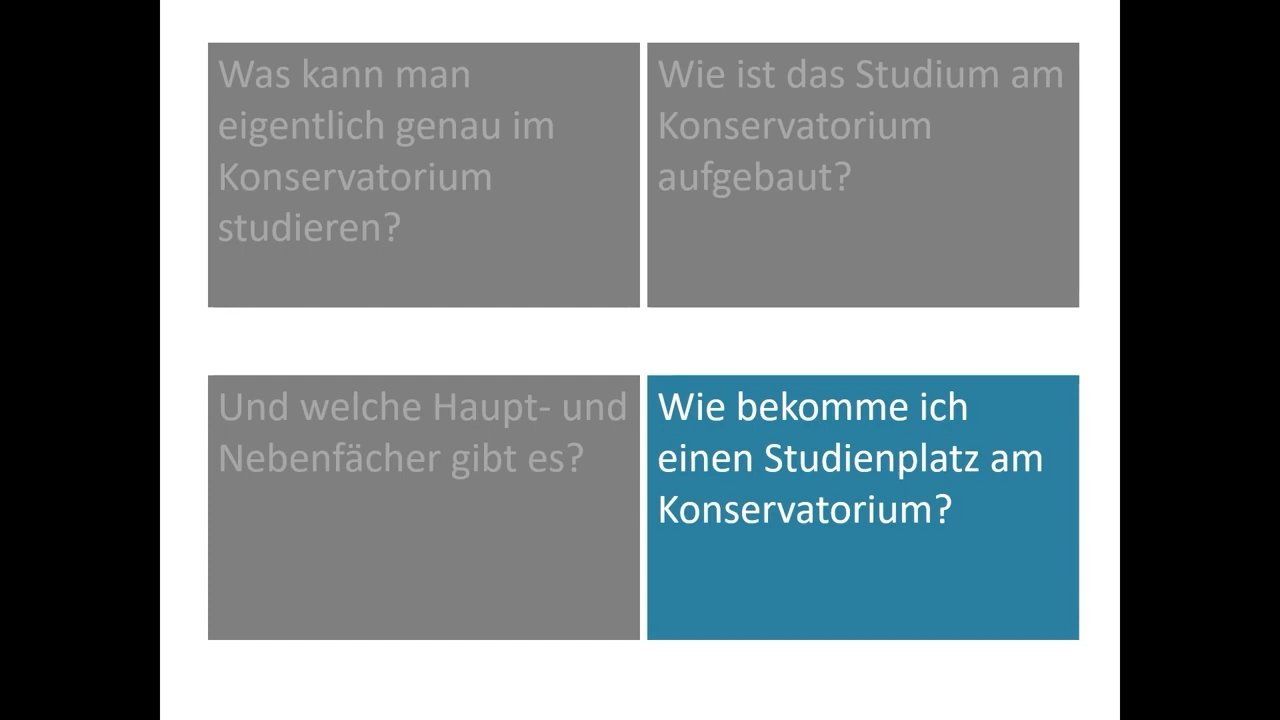 Was kann man
eigentlich genau im
Konservatorium
studieren?
Wie ist das Studium am
Konservatorium
aufgebaut?
Und welche Haupt- und
Nebenfächer gibt es?
Wie bekomme ich
einen Studienplatz am
Konservatorium?